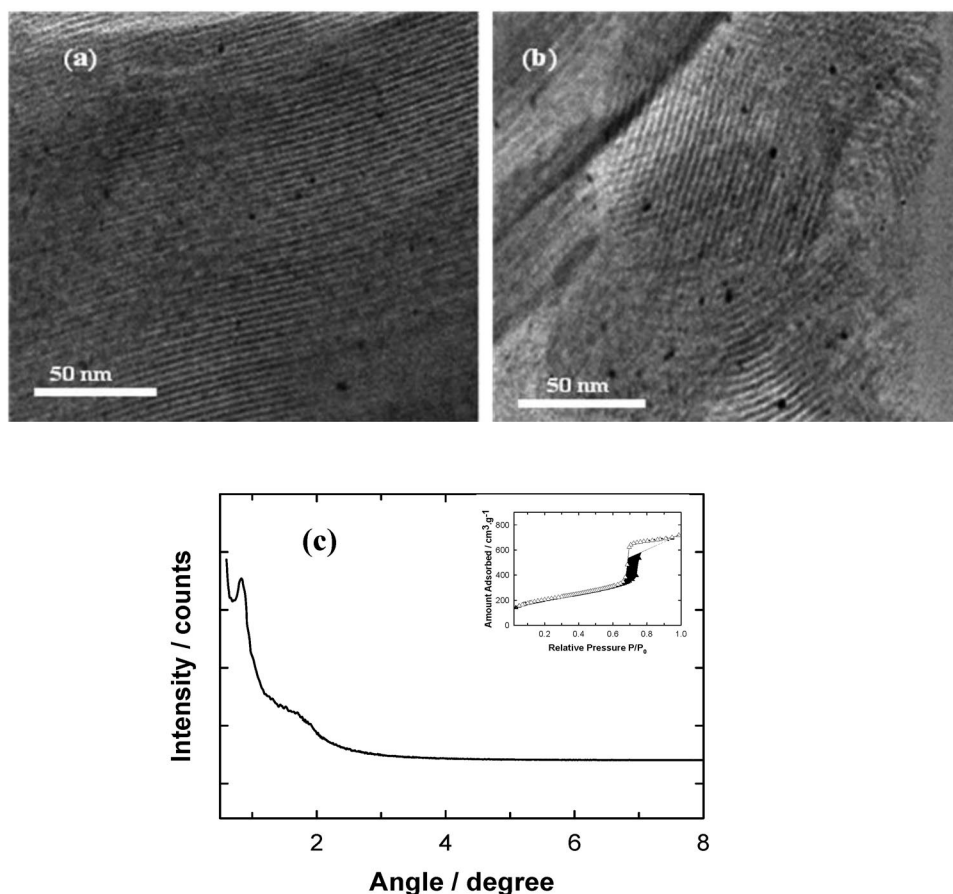 (a)
50 nm
(b)
50 nm
(c)
Intensity / counts
Angle / degree
2
4
6
8
Amount Adsorbed / cm³.g⁻¹
800
600
400
200
0
0.2
0.4
0.6
0.8
1.0
Relative Pressure P/P₀